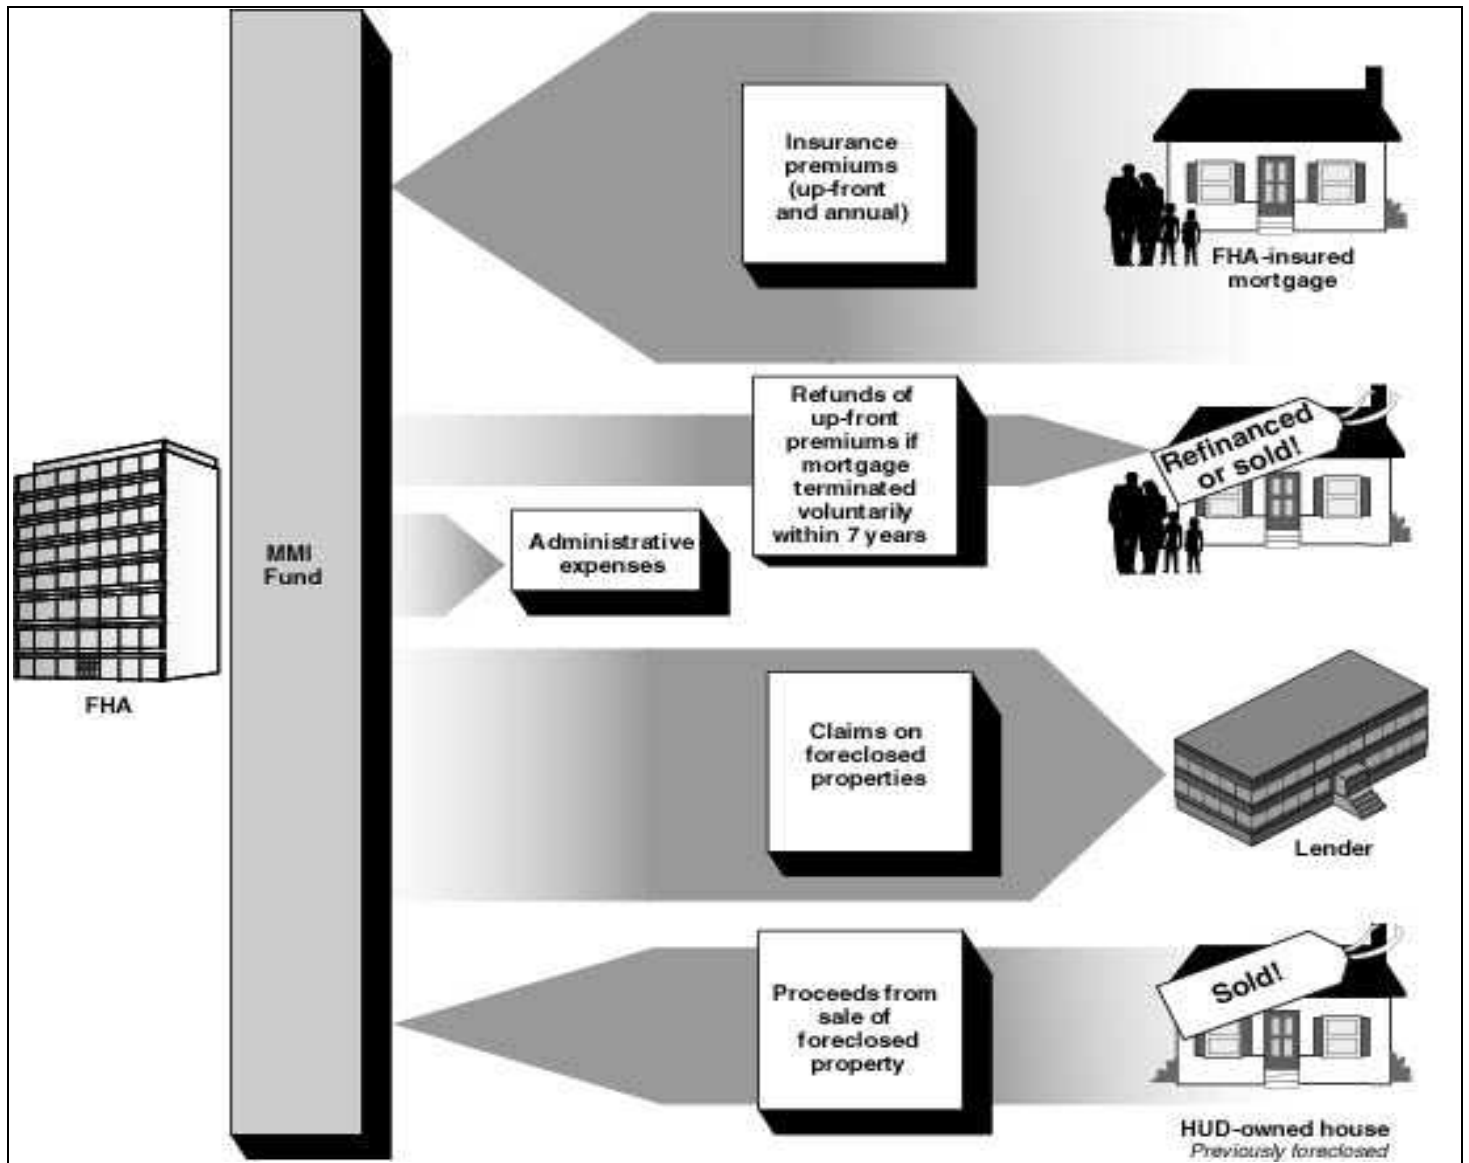 Insurance
premiums
(up-front
and annual)
FHA-insured
mortgage
Refunds of
up-front
premiums if
mortgage
terminated
voluntarily
within 7 years
Refinanced
or sold!
Administrative
expenses
MMI
Fund
FHA
Claims on
foreclosed
properties
Lender
Proceeds from
sale of
foreclosed
property
Sold!
HUD-owned house
Previously foreclosed